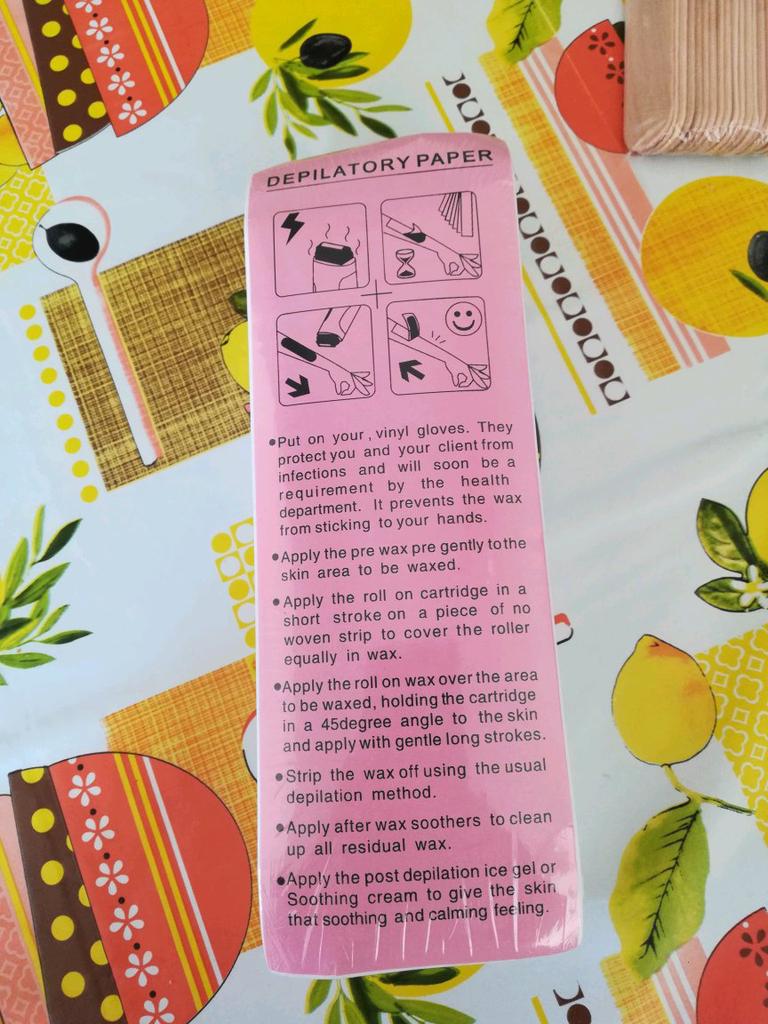 DEPILATORY PAPER
•Put on your, vinyl gloves. They
protect you and your client from
infections and will soon be a
requirement by the health
department. It prevents the wax
from sticking to your hands.
•Apply the pre wax pre gently to the
skin area to be waxed.
•Apply the roll on cartridge in a
short stroke on a piece of no
woven strip to cover the roller
equally in wax.
•Apply the roll on wax over the area
to be waxed, holding the cartridge
in a 45degree angle to the skin
and apply with gentle long strokes.
•Strip the wax off using the usual
depilation method.
•Apply after wax soothers to clean
up all residual wax.
•Apply the post depilation ice gel or
Soothing cream to give the skin
that soothing and calming feeling.